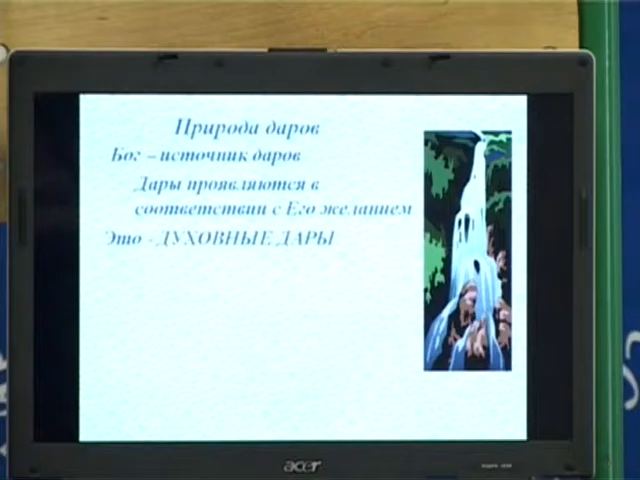 Природа даров
Бог – источник даров
Дары проявляются в
соответствии с Его желанием
Это - ДУХОВНЫЕ ДАРЫ
acer